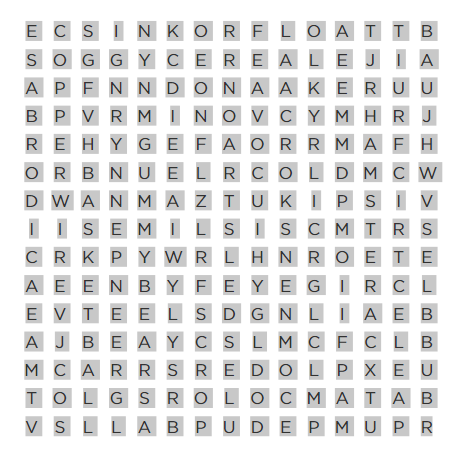 E C S I N K O R F L O A T T B
S O G G Y C E R E A L E J I A
A P F N N D O N A A K E R U U
B P V R M I N O V C Y M H R J
R E H Y G E F A O R R M A F H
O R B N U E L R C O L D M C W
D W A N M A Z T U K I P S I V
I I S E M I L S I S C M T R S
C R K P Y W R L H N R O E T E
A E E N B Y F E Y E G I R C L
E V T E E L S D G N L I A E B
A J B E A Y C S L M C F C L B
M C A R R S R E D O L P X E U
T O L G S R O L O C M A T A B
V S L L A B P U D E P M U P R